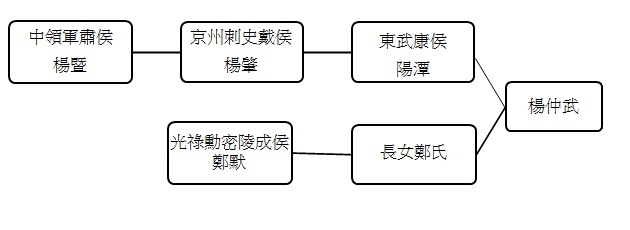 中領軍肅侯
楊暨
京州刺史戴侯
楊肇
東武康侯
陽潭
楊仲武
光祿勳密陵成侯
鄭默
長女鄭氏